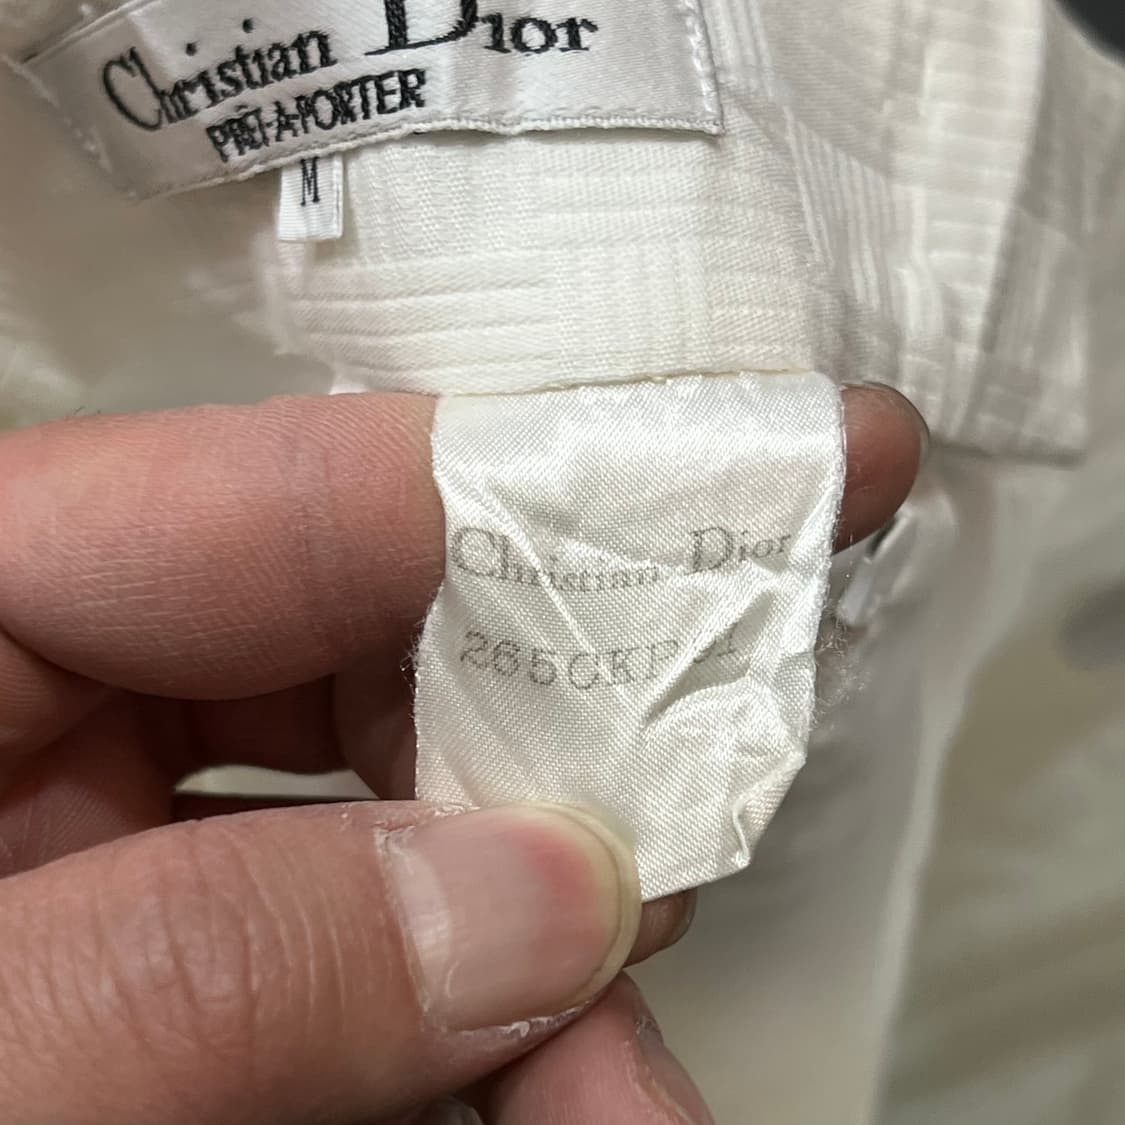 Christian Dior
PRÊT-A-PORTER
M
Christian Dior